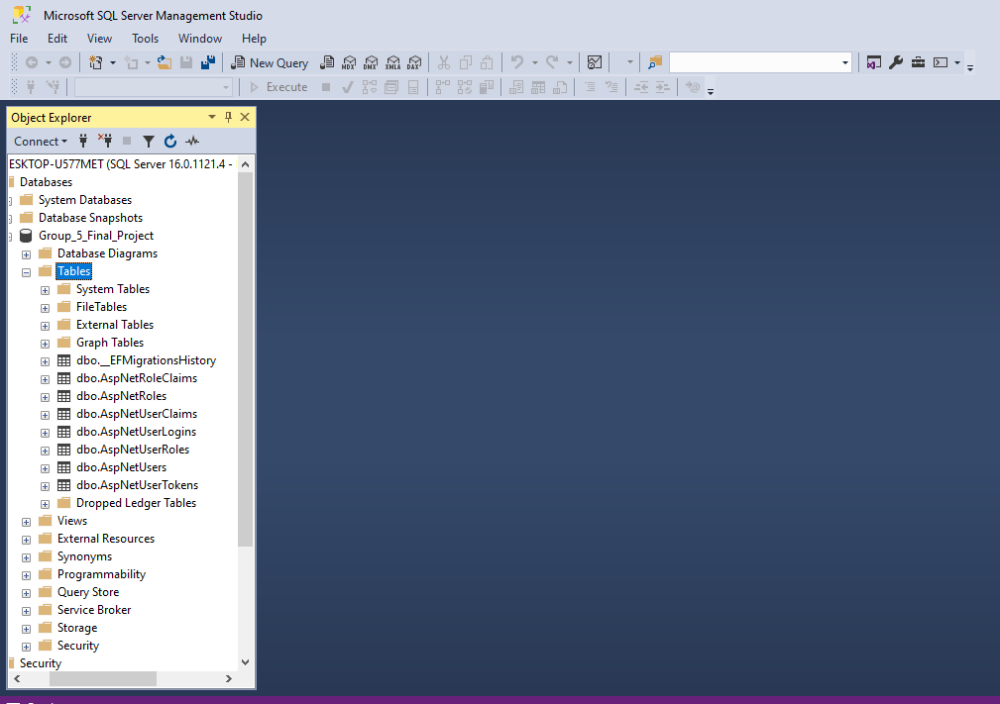 Microsoft SQL Server Management Studio
File Edit View Tools Window Help
New Query MDX DMX XMLA DAX
Execute
Object Explorer
Connect
ESKTOP-U577MET (SQL Server 16.0.1121.4 -
Databases
System Databases
Database Snapshots
Group_5_Final_Project
Database Diagrams
Tables
System Tables
FileTables
External Tables
Graph Tables
dbo.__EFMigrationsHistory
dbo.AspNetRoleClaims
dbo.AspNetRoles
dbo.AspNetUserClaims
dbo.AspNetUserLogins
dbo.AspNetUserRoles
dbo.AspNetUsers
dbo.AspNetUserTokens
Dropped Ledger Tables
Views
External Resources
Synonyms
Programmability
Query Store
Service Broker
Storage
Security
Security